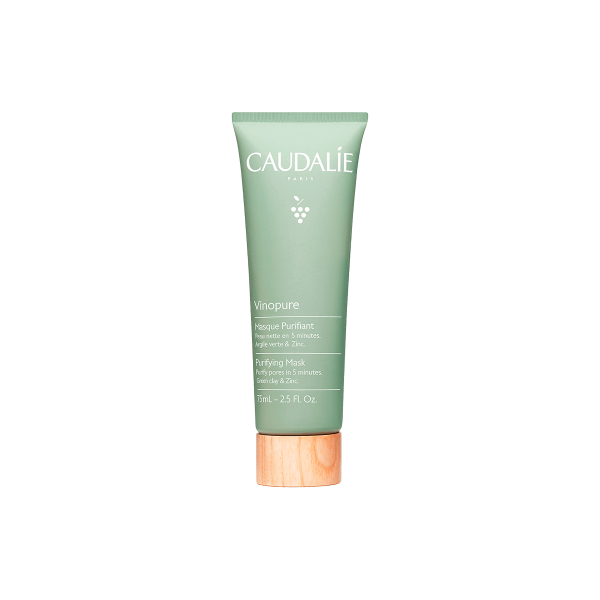 CAUDALÍE
PARIS
Vinopure
Masque Purifiant
Peau nette en 5 minutes.
Argile verte & Zinc.
Purifying Mask
Purify pores in 5 minutes.
Green clay & Zinc.
75mL – 2.5 Fl. Oz.